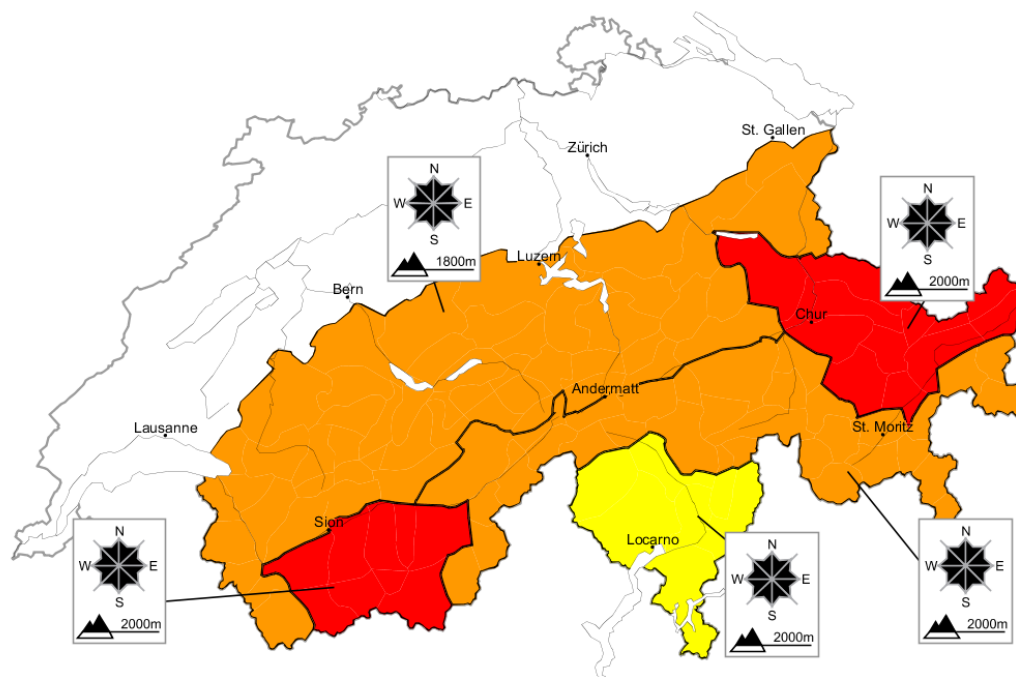 St. Gallen
Zürich
N
W E
S
1800m
N
W E
S
2000m
Luzern
Bern
Chur
Andermatt
Lausanne
St. Moritz
Sion
N
W E
S
2000m
Locarno
N
W E
S
2000m
N
W E
S
2000m